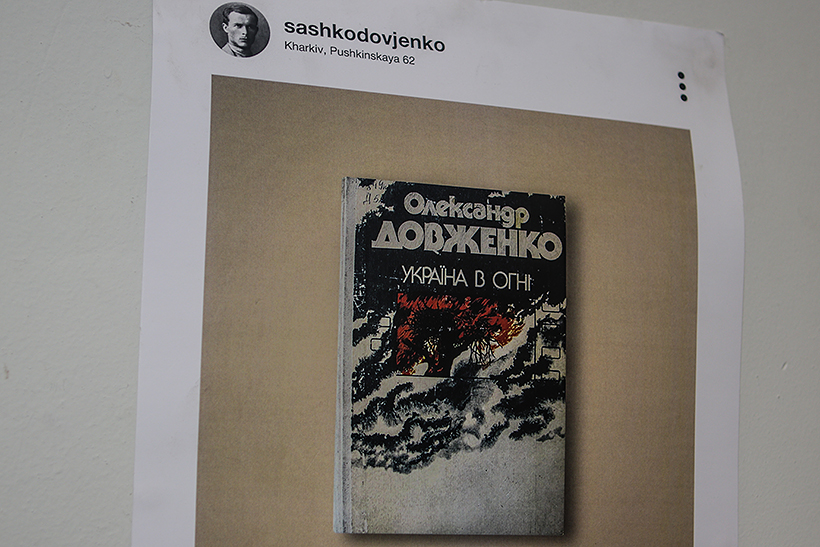 sashkodovjenko
Kharkiv, Pushkinskaya 62
Олександр
ДОВЖЕНКО
УКРАЇНА В ОГНІ